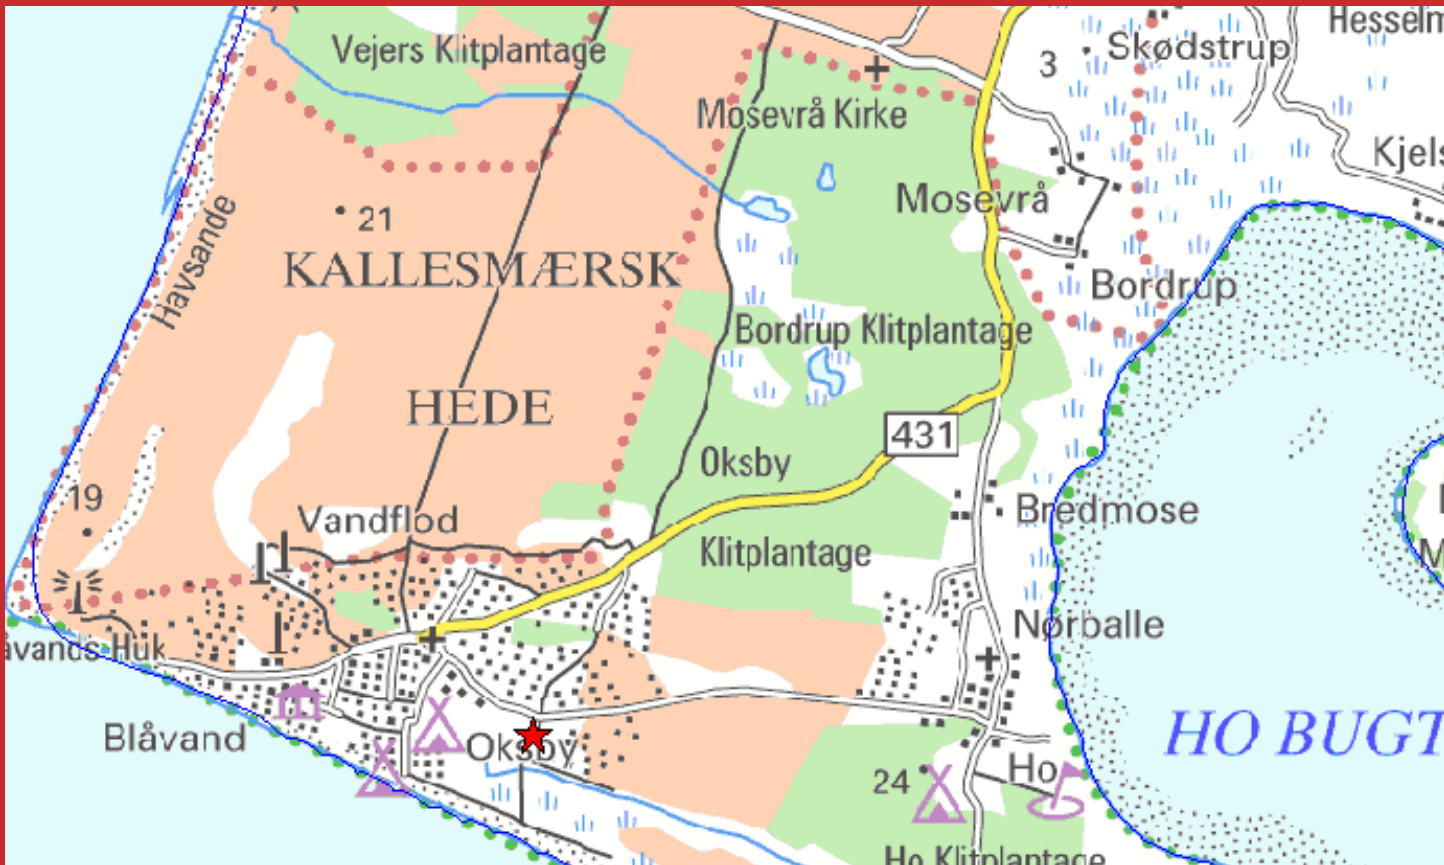 Hesselm
Vejers Klitplantage
Skødstrup
3
Mosevrå Kirke
Kjels
Mosevrå
21
Havsande
KALLESMÆRSK
Bordrup
Bordrup Klitplantage
HEDE
431
Oksby
19
Vandflod
Bredmose
Klitplantage
M
Nørballe
åvands Huk
Blåvand
Oksby
HO BUGT
24
Ho
Ho Klitplantage